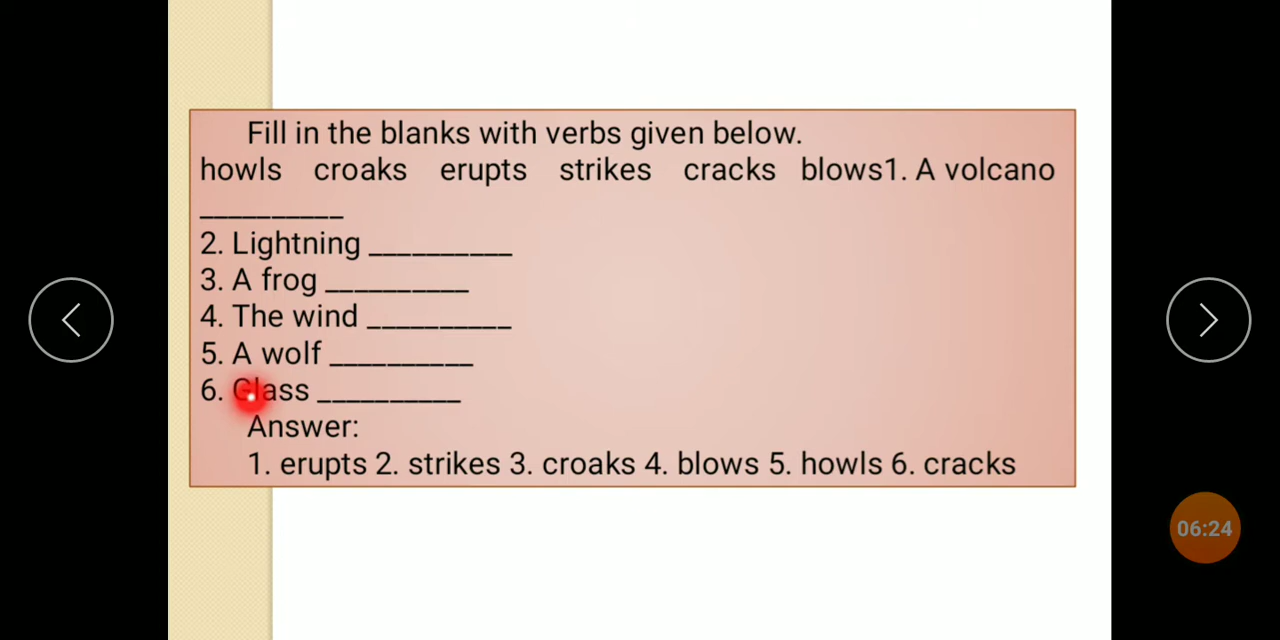 Fill in the blanks with verbs given below.
howls croaks erupts strikes cracks blows1. A volcano
__________
2. Lightning __________
3. A frog __________
4. The wind __________
5. A wolf __________
6. Glass __________
Answer:
1. erupts 2. strikes 3. croaks 4. blows 5. howls 6. cracks
06:24